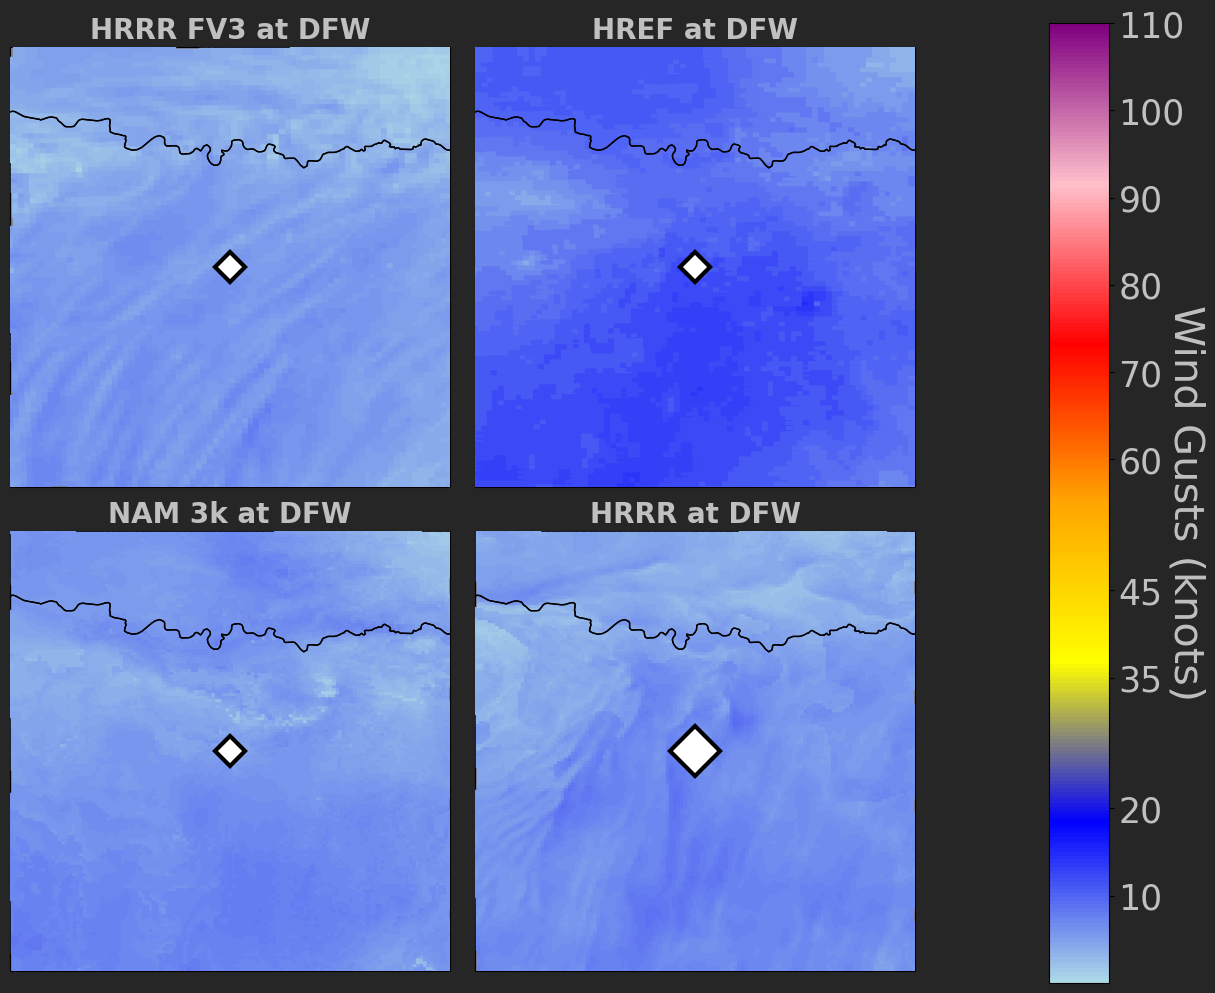 HRRR FV3 at DFW
HREF at DFW
NAM 3k at DFW
HRRR at DFW
110
100
90
80
70
60
45
35
20
10
Wind Gusts (knots)